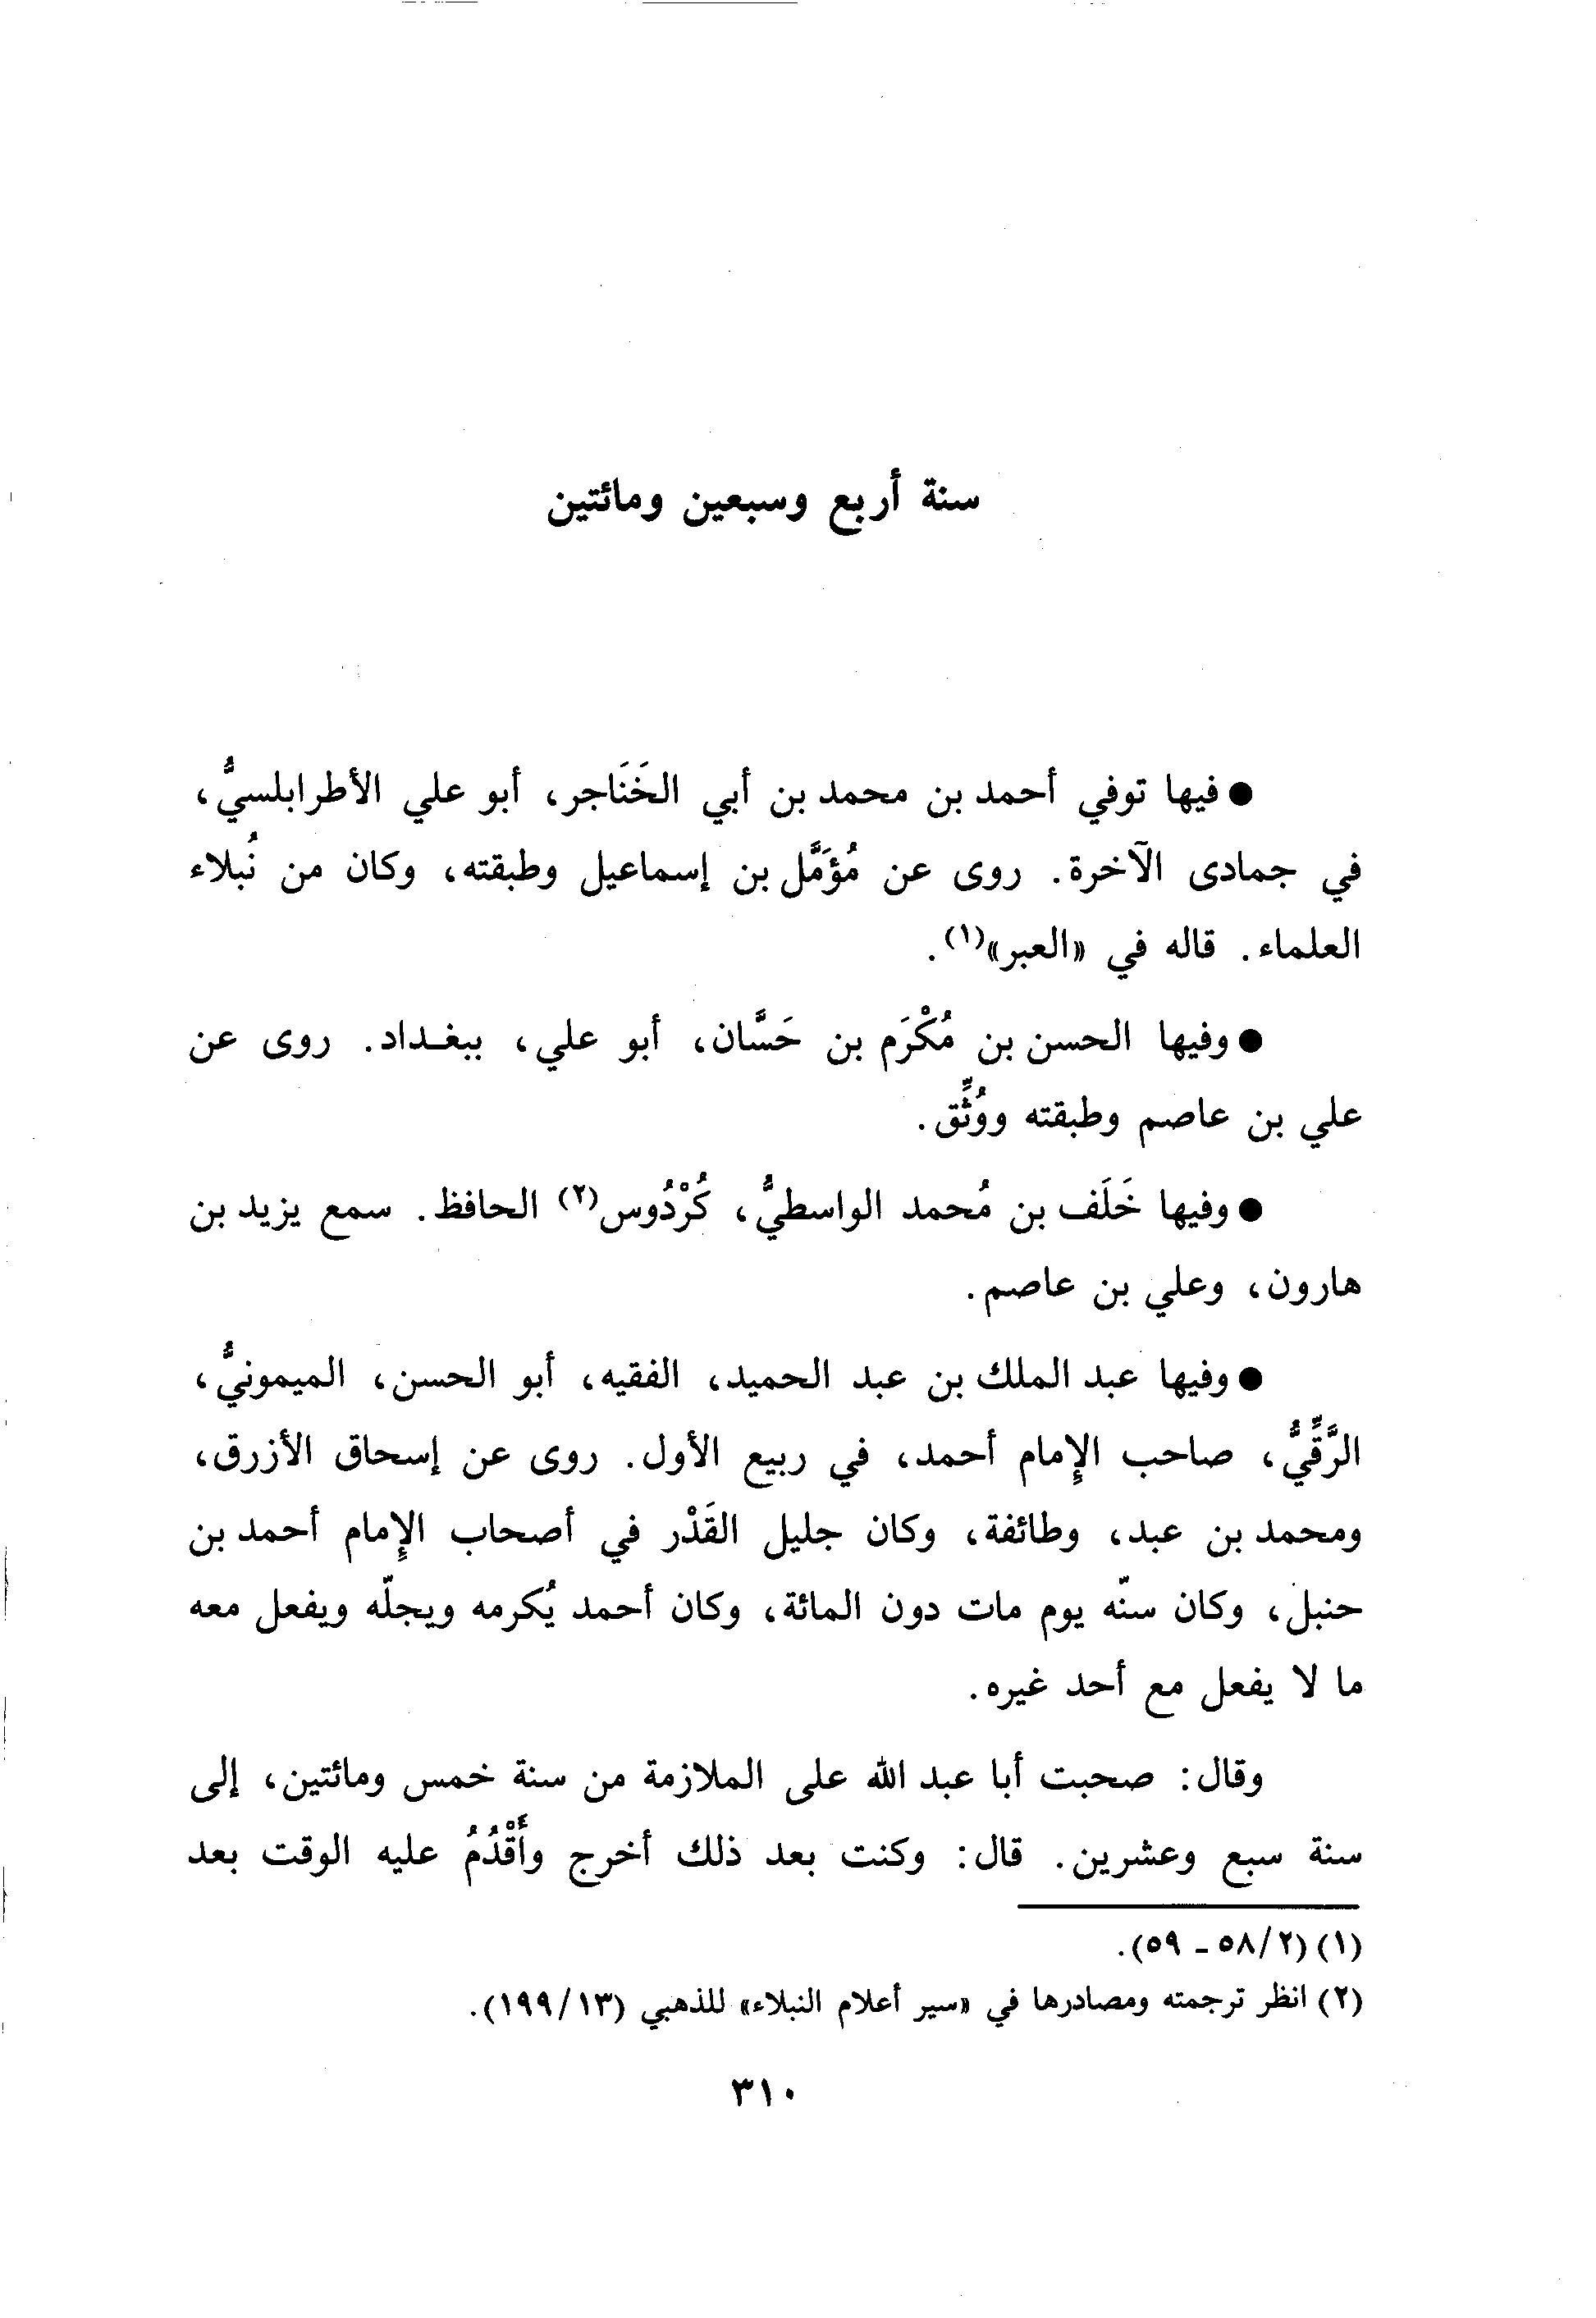 سنة أربع وسبعين ومائتين
● فيها توفي أحمد بن محمد بن أبي الخَنَاجر، أبو علي الأطرابلسيُّ،
في جمادى الآخرة. روى عن مُؤَمَّل بن إسماعيل وطبقته، وكان من نُبلاء
العلماء. قاله في «العبر»(١).
● وفيها الحسن بن مُكْرَم بن حَسَّان، أبو علي، ببغـداد. روى عن
علي بن عاصم وطبقته ووُثِّق.
● وفيها خَلَف بن مُحمد الواسطيُّ، كُرْدُوس(٢) الحافظ. سمع يزيد بن
هارون، وعلي بن عاصم.
● وفيها عبد الملك بن عبد الحميد، الفقيه، أبو الحسن، الميمونيُّ،
الرَّقِّيُّ، صاحب الإمام أحمد، في ربيع الأول. روى عن إسحاق الأزرق،
ومحمد بن عبد، وطائفة، وكان جليل القَدْر في أصحاب الإمام أحمد بن
حنبل، وكان سنّه يوم مات دون المائة، وكان أحمد يُكرمه ويجلّه ويفعل معه
ما لا يفعل مع أحد غيره.
وقال: صحبت أبا عبد الله على الملازمة من سنة خمس ومائتين، إلى
سنة سبع وعشرين. قال: وكنت بعد ذلك أخرج وأَقْدُمُ عليه الوقت بعد
(١) (٢/ ٥٨ - ٥٩).
(٢) انظر ترجمته ومصادرها في «سير أعلام النبلاء» للذهبي (١٣/ ١٩٩).
٣١٠